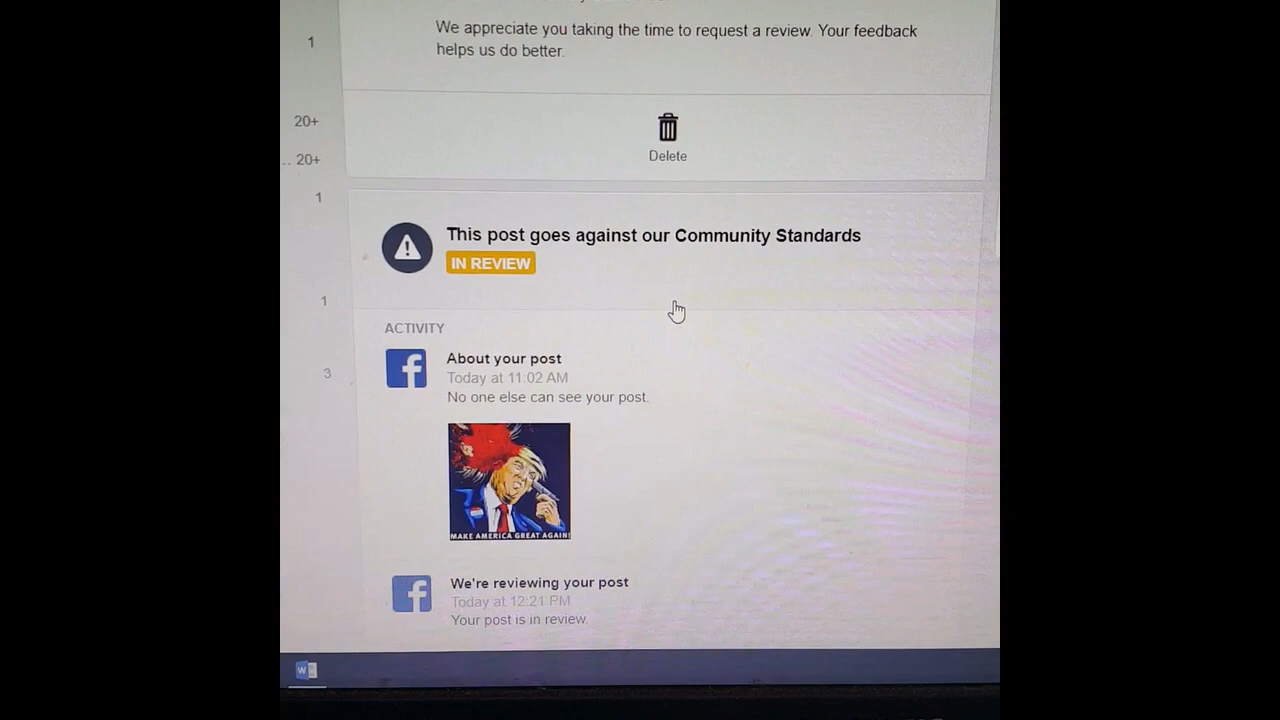 We appreciate you taking the time to request a review. Your feedback
helps us do better.
1
20+
Delete
.. 20+
1
This post goes against our Community Standards
IN REVIEW
1
ACTIVITY
About your post
3
Today at 11:02 AM
No one else can see your post.
MAKE AMERICA GREAT AGAIN!
We're reviewing your post
Today at 12:21 PM
Your post is in review.
W